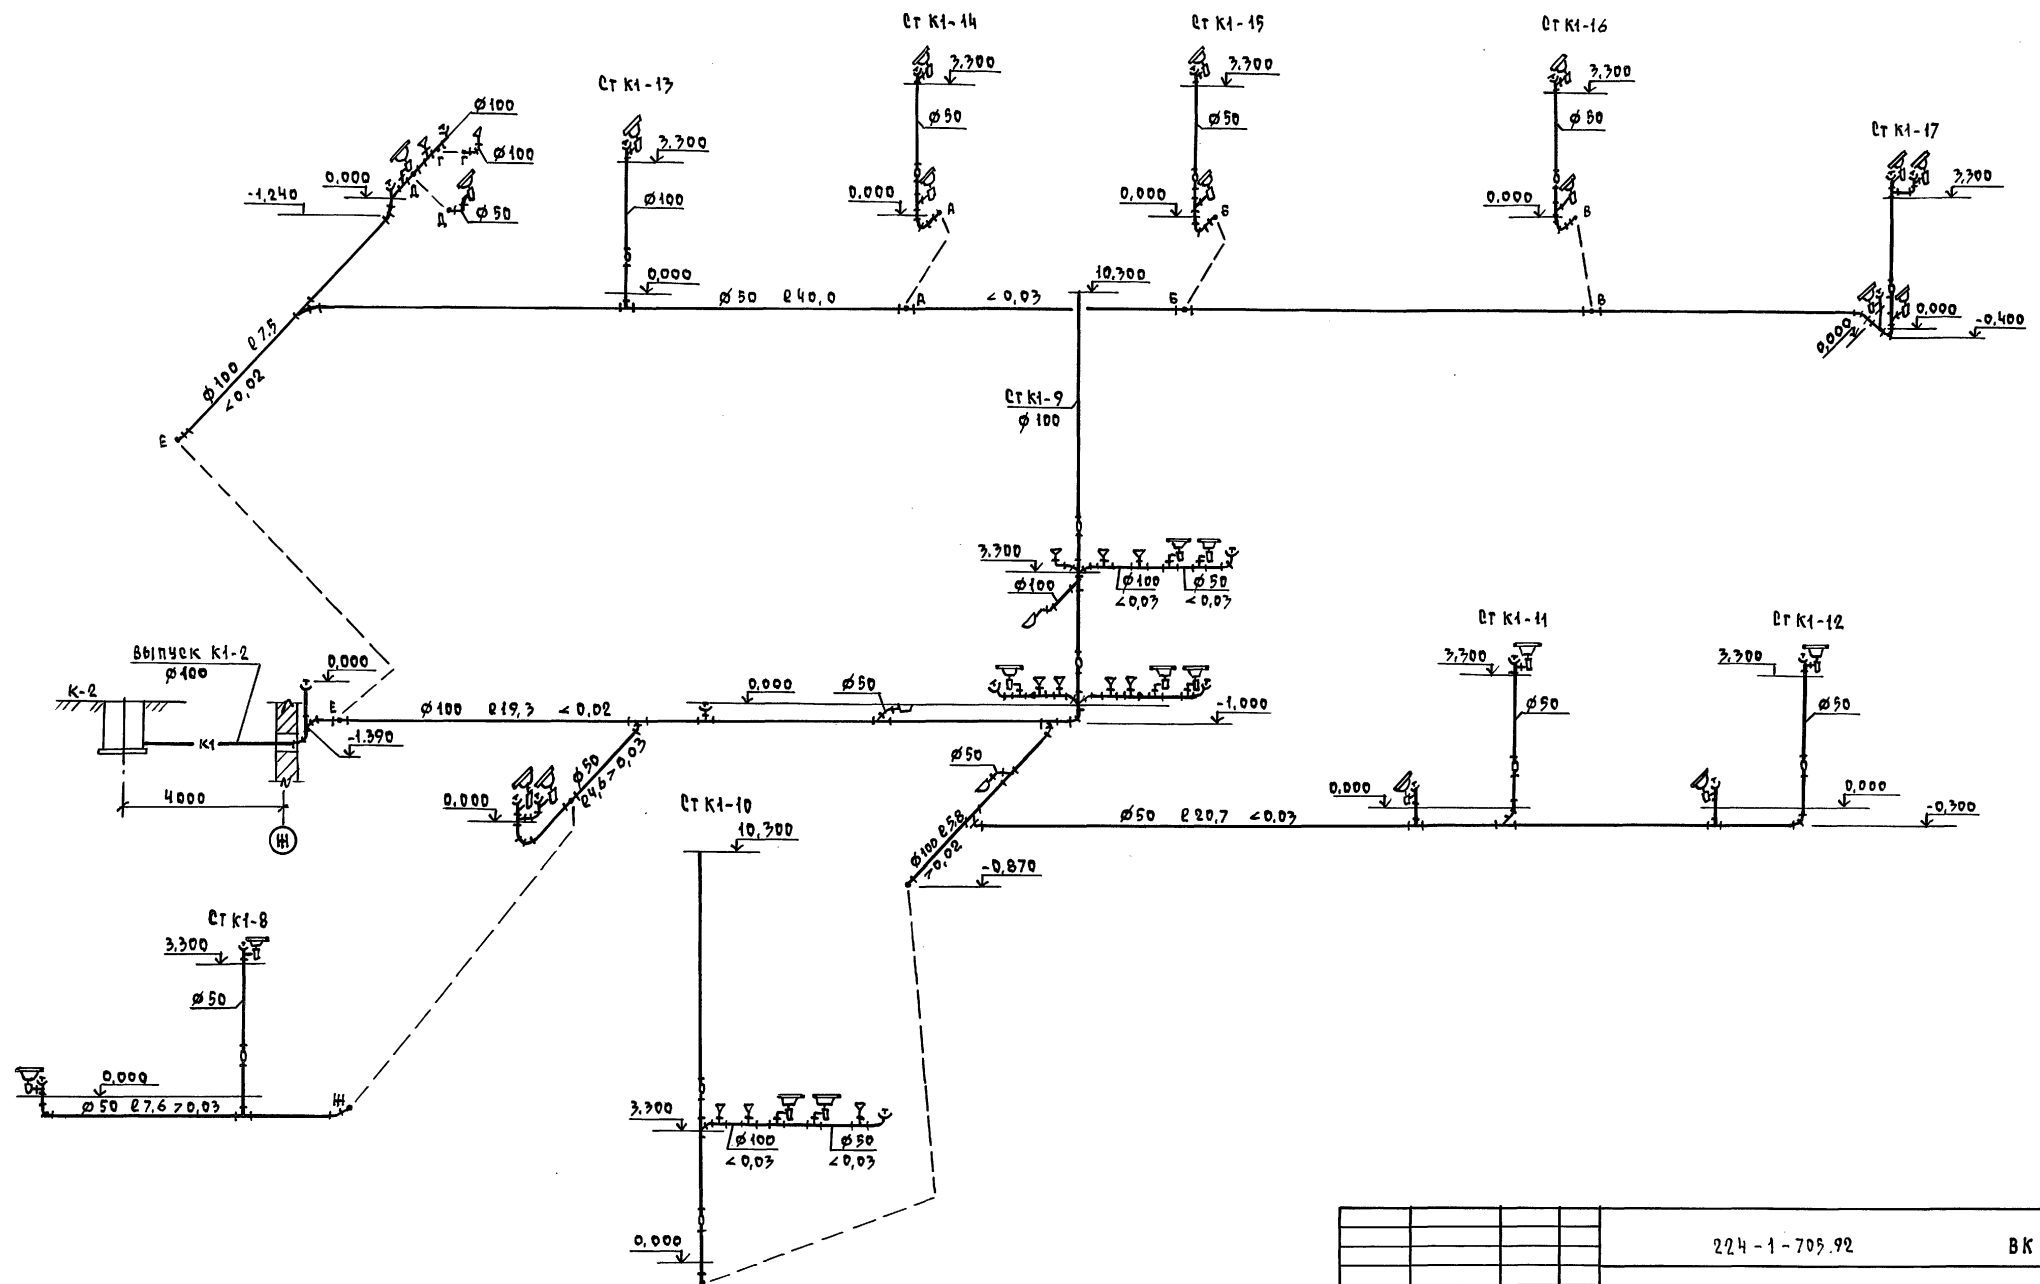 Ст К1-14
Ст К1-15
Ст К1-16
Ст К1-13
Ст К1-17
3,300
3,300
3,300
3,300
3,300
Ø100
Ø100
Ø50
Ø50
Ø50
Ø50
Ø100
0,000
-1,240
Г
Г
Д
Д
0,000
0,000
0,000
А
Б
В
0,000
Ø50 ℓ40,0
А
<0,03
10,300
Б
В
0,000
0,000
-0,400
Ø100 ℓ7.5
<0,02
Е
Ст К1-9
Ø100
3,300
Ø100
Ø100
<0,03
Ø50
<0,03
Выпуск К1-2
Ø100
К-2
К1
4000
Ж
0,000
Е
-1.390
Ø100 ℓ19,3 <0,02
0,000
Ø50
-1,000
Ст К1-11
Ст К1-12
3,300
3,300
Ø50
Ø50
Ø50
ℓ4,6 >0,03
0,000
Ø50
Ø100 ℓ5,8
>0,02
-0,870
Ø50 ℓ20,7 <0,03
0,000
0,000
-0,300
Ст К1-10
10,300
3,300
Ø100
<0,03
Ø50
<0,03
0,000
Ст К1-8
3,300
Ø50
0,000
Ø50 ℓ7,6 >0,03
Ж
224-1-705.92 ВК